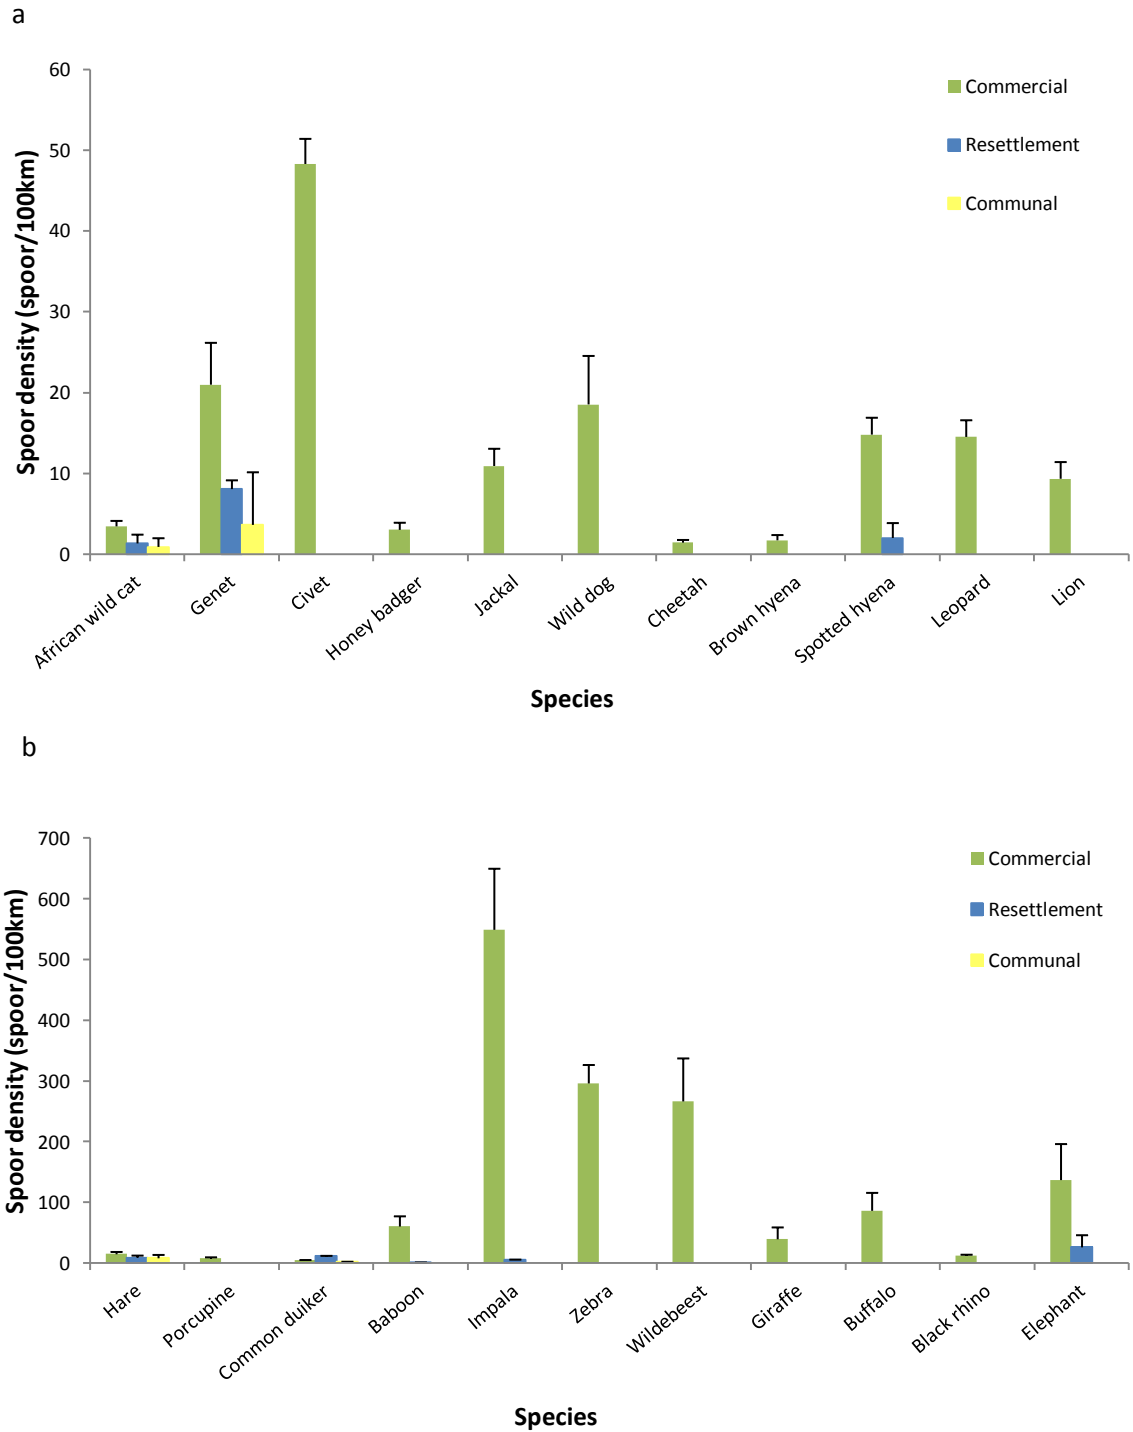 a
60
50
40
30
20
10
0
Spoor density (spoor/100km)
Commercial
Resettlement
Communal
African wild cat
Genet
Civet
Honey badger
Jackal
Wild dog
Cheetah
Brown hyena
Spotted hyena
Leopard
Lion
Species
b
700
600
500
400
300
200
100
0
Spoor density (spoor/100km)
Commercial
Resettlement
Communal
Hare
Porcupine
Common duiker
Baboon
Impala
Zebra
Wildebeest
Giraffe
Buffalo
Black rhino
Elephant
Species